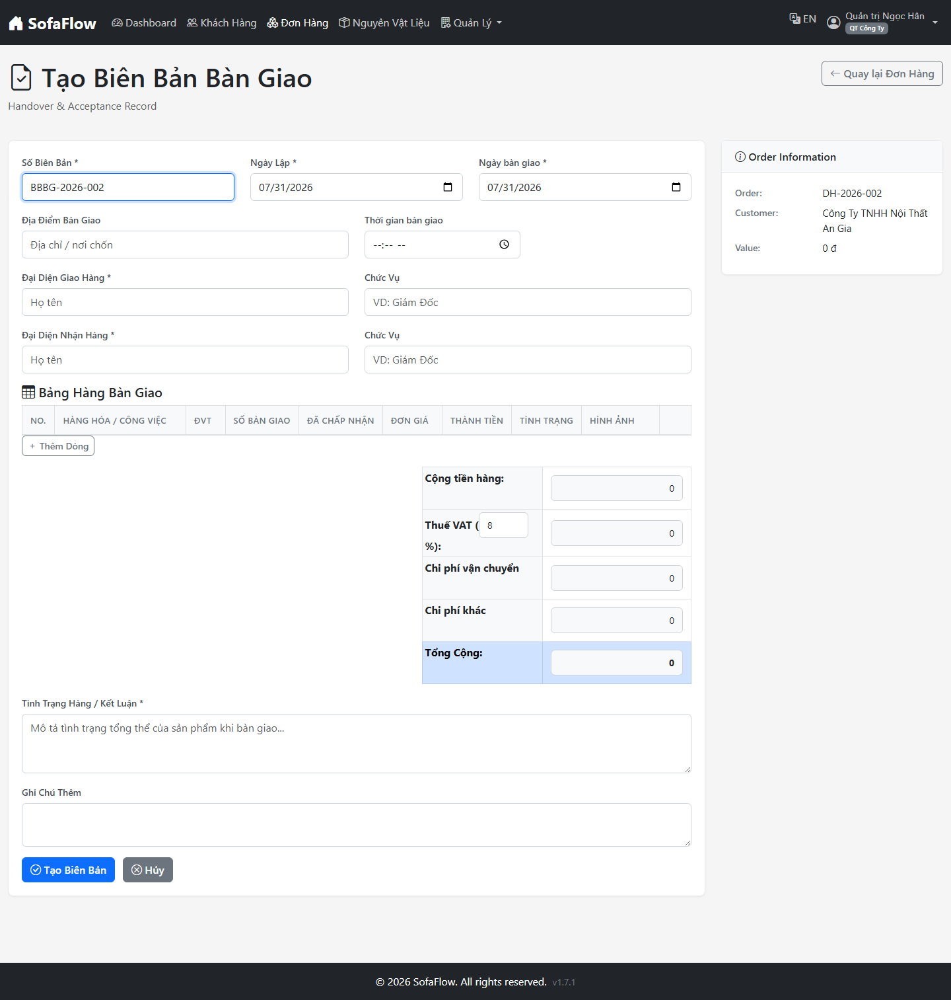 SofaFlow
Dashboard
Khách Hàng
Đơn Hàng
Nguyên Vật Liệu
Quản Lý
EN
Quản trị Ngọc Hân
QT Công Ty
Tạo Biên Bản Bàn Giao
Handover & Acceptance Record
← Quay lại Đơn Hàng
Số Biên Bản *
Ngày Lập *
Ngày bàn giao *
BBBG-2026-002
07/31/2026
07/31/2026
Địa Điểm Bàn Giao
Thời gian bàn giao
Địa chỉ / nơi chốn
--:-- --
Đại Diện Giao Hàng *
Chức Vụ
Họ tên
VD: Giám Đốc
Đại Diện Nhận Hàng *
Chức Vụ
Họ tên
VD: Giám Đốc
Bảng Hàng Bàn Giao
NO.
HÀNG HÓA / CÔNG VIỆC
ĐVT
SỐ BÀN GIAO
ĐÃ CHẤP NHẬN
ĐƠN GIÁ
THÀNH TIỀN
TÌNH TRẠNG
HÌNH ẢNH
+ Thêm Dòng
Cộng tiền hàng:
0
Thuế VAT (
8
%):
0
Chi phí vận chuyển
0
Chi phí khác
0
Tổng Cộng:
0
Tình Trạng Hàng / Kết Luận *
Mô tả tình trạng tổng thể của sản phẩm khi bàn giao...
Ghi Chú Thêm
Tạo Biên Bản
Hủy
Order Information
Order:
DH-2026-002
Customer:
Công Ty TNHH Nội Thất
An Gia
Value:
0 đ
© 2026 SofaFlow. All rights reserved. v1.7.1